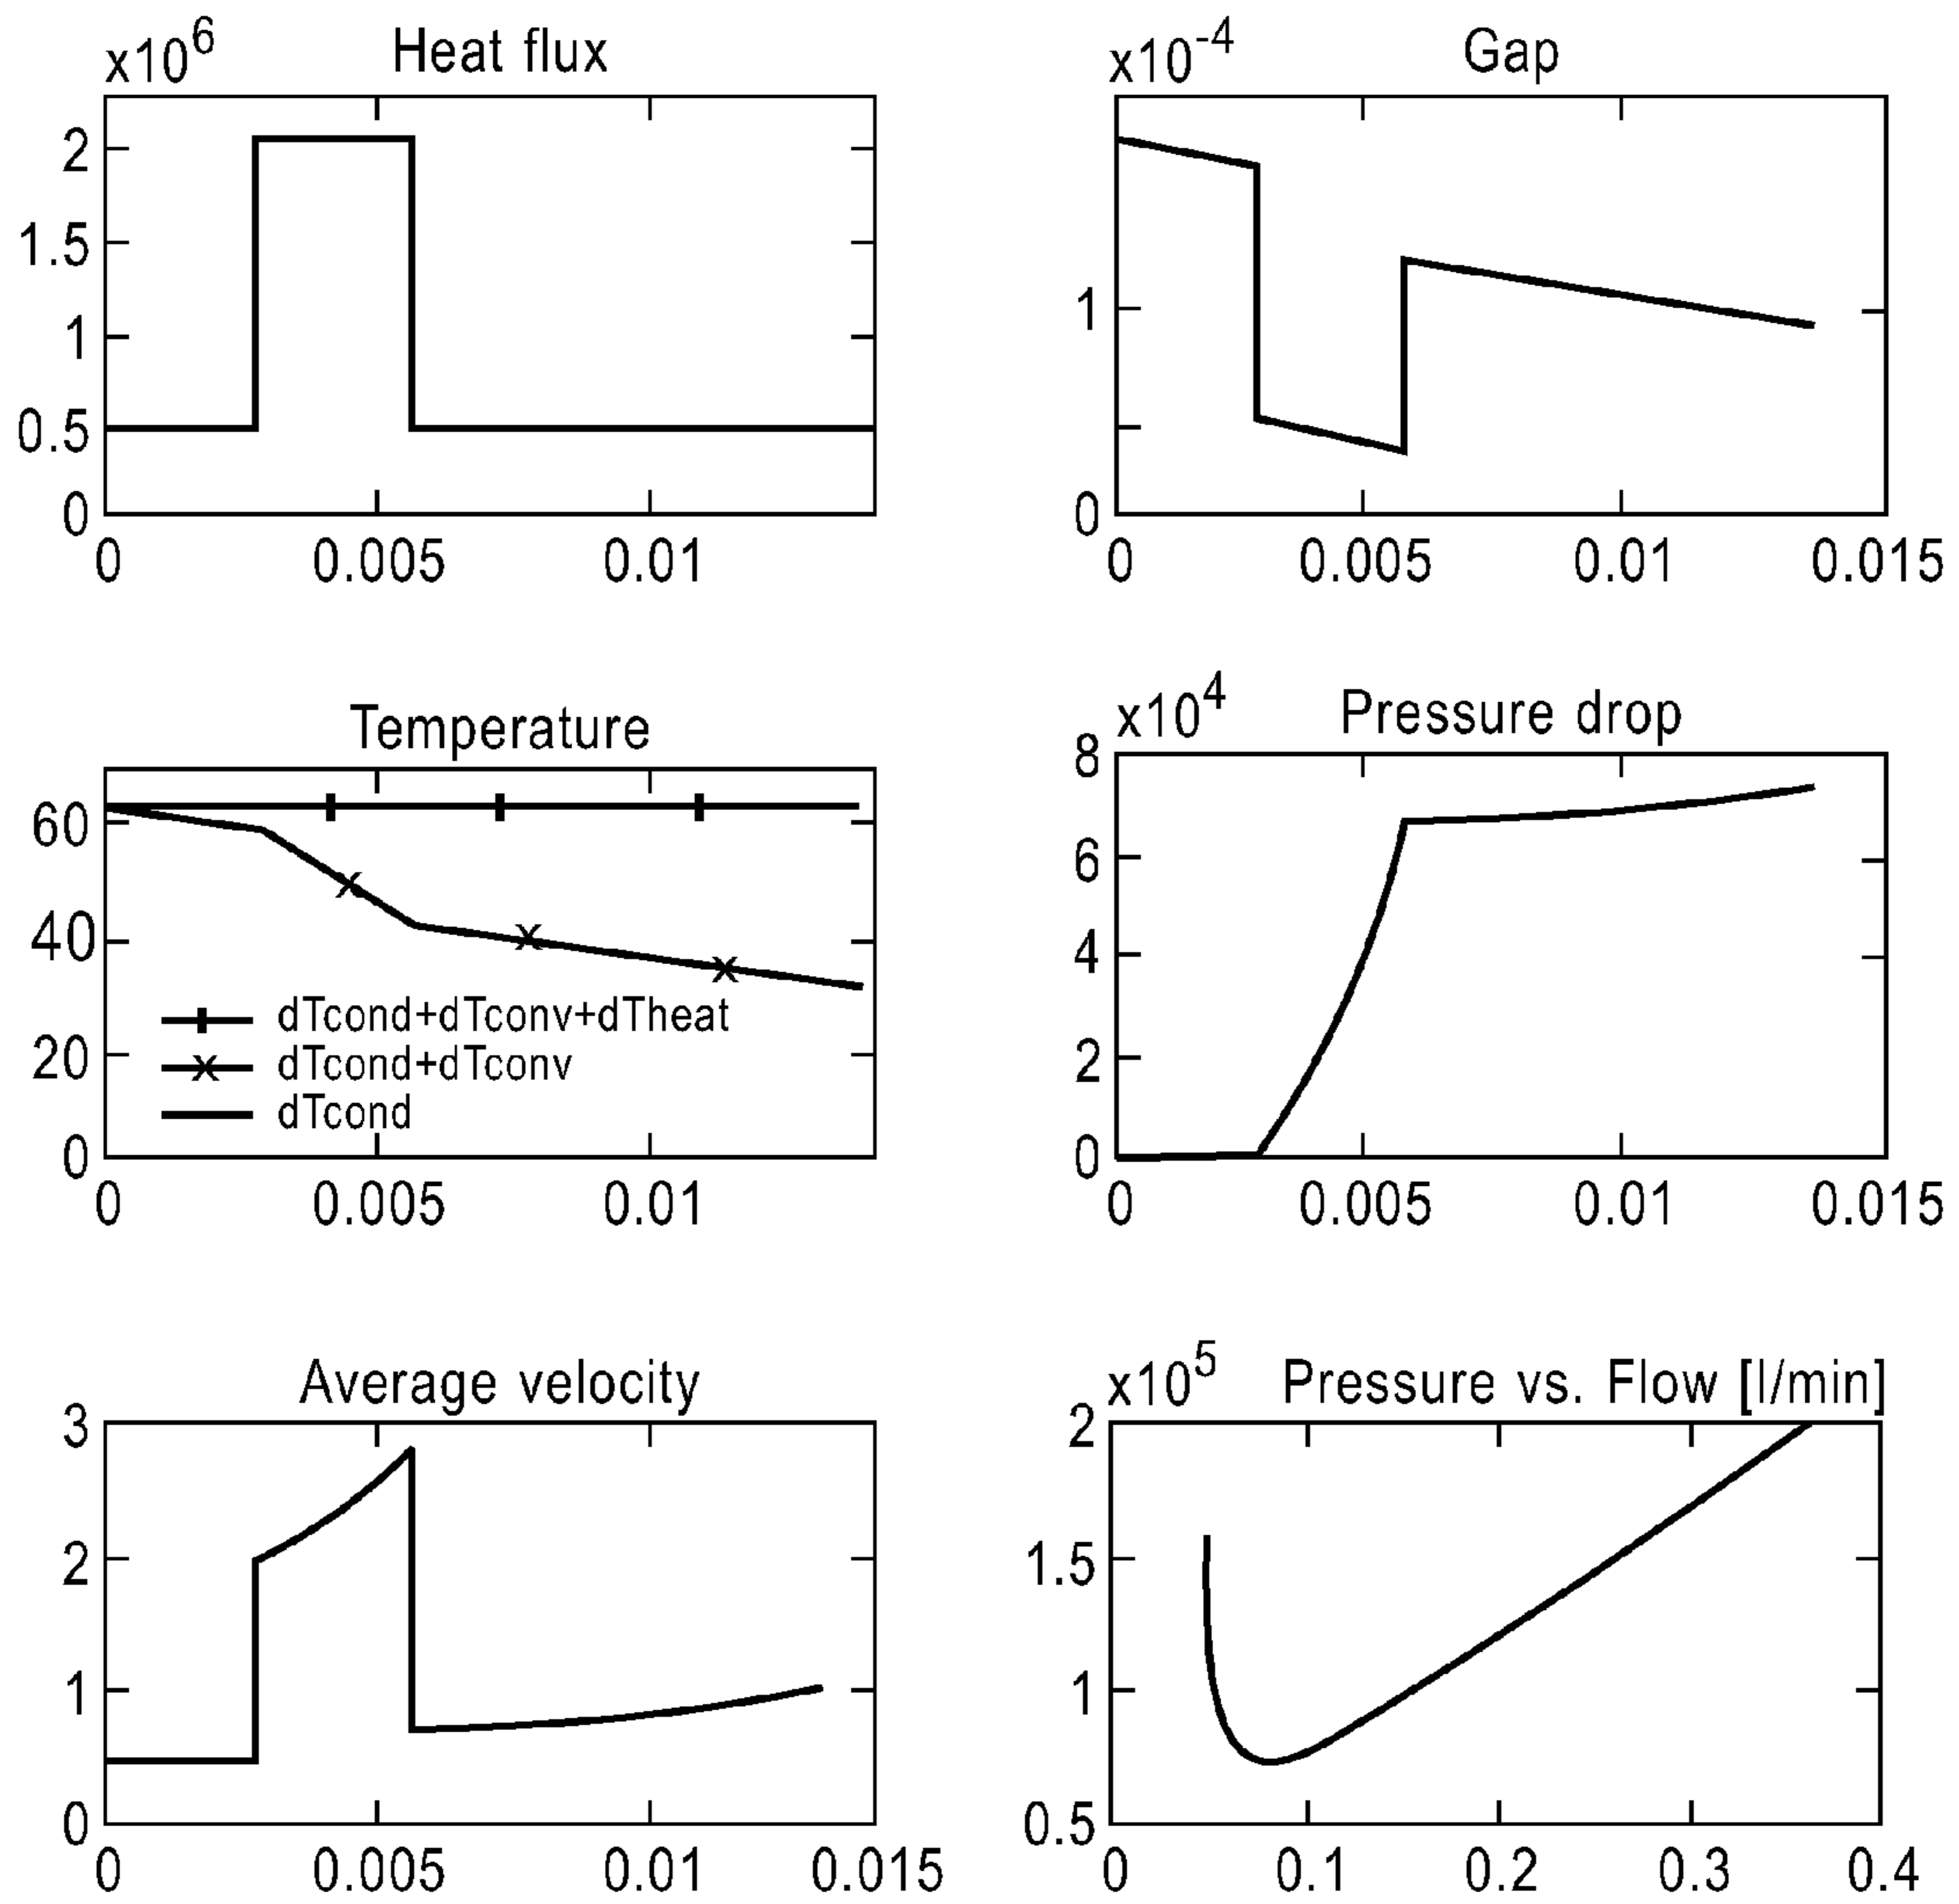 x10^6 Heat flux
2
1.5
1
0.5
0
0 0.005 0.01
x10^-4 Gap
1
0
0 0.005 0.01 0.015
Temperature
60
40
20
0
dTcond+dTconv+dTheat
dTcond+dTconv
dTcond
0 0.005 0.01
x10^4 Pressure drop
8
6
4
2
0
0 0.005 0.01 0.015
Average velocity
3
2
1
0
0 0.005 0.01 0.015
x10^5 Pressure vs. Flow [l/min]
2
1.5
1
0.5
0 0.1 0.2 0.3 0.4